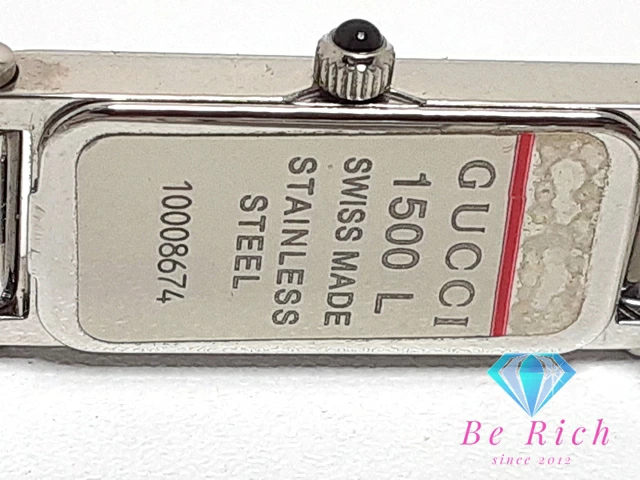 GUCCI
1500 L
SWISS MADE
STAINLESS
STEEL
10008674
Be Rich
since 2012